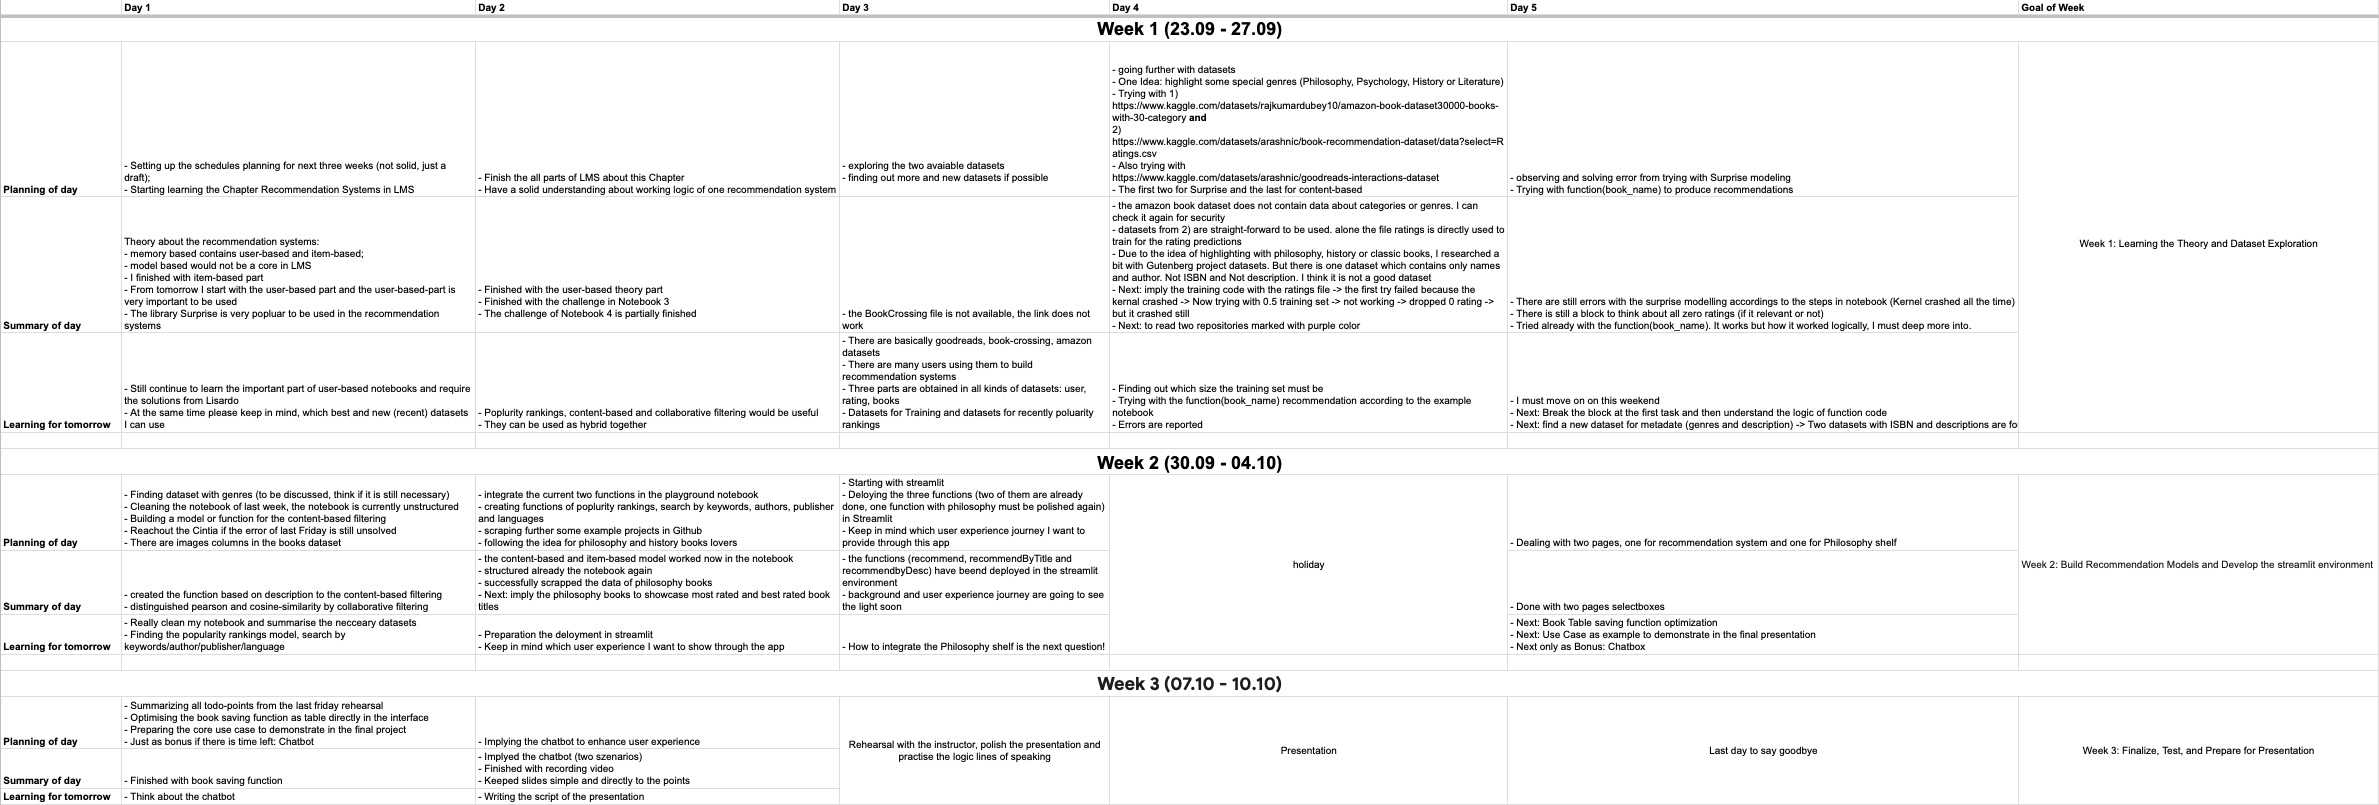 Day 1
Day 2
Day 3
Day 4
Day 5
Goal of Week
Week 1 (23.09 - 27.09)
Planning of day
- Setting up the schedules planning for next three weeks (not solid, just a
draft);
- Starting learning the Chapter Recommendation Systems in LMS
- Finish the all parts of LMS about this Chapter
- Have a solid understanding about working logic of one recommendation system
- exploring the two avaiable datasets
- finding out more and new datasets if possible
- going further with datasets
- One Idea: highlight some special genres (Philosophy, Psychology, History or Literature)
- Trying with 1)
https://www.kaggle.com/datasets/rajkumardubey10/amazon-book-dataset30000-books-
with-30-category and
2)
https://www.kaggle.com/datasets/arashnic/book-recommendation-dataset/data?select=R
atings.csv
- Also trying with
https://www.kaggle.com/datasets/arashnic/goodreads-interactions-dataset
- The first two for Surprise and the last for content-based
- observing and solving error from trying with Surprise modeling
- Trying with function(book_name) to produce recommendations
Week 1: Learning the Theory and Dataset Exploration
Summary of day
Theory about the recommendation systems:
- memory based contains user-based and item-based;
- model based would not be a core in LMS
- I finished with item-based part
- From tomorrow I start with the user-based part and the user-based-part is
very important to be used
- The library Surprise is very popluar to be used in the recommendation
systems
- Finished with the user-based theory part
- Finished with the challenge in Notebook 3
- The challenge of Notebook 4 is partially finished
- the BookCrossing file is not available, the link does not
work
- the amazon book dataset does not contain data about categories or genres. I can
check it again for security
- datasets from 2) are straight-forward to be used. alone the file ratings is directly used to
train for the rating predictions
- Due to the idea of highlighting with philosophy, history or classic books, I researched a
bit with Gutenberg project datasets. But there is one dataset which contains only names
and author. Not ISBN and Not description. I think it is not a good dataset
- Next: imply the training code with the ratings file -> the first try failed because the
kernal crashed -> Now trying with 0.5 training set -> not working -> dropped 0 rating ->
but it crashed still
- Next: to read two repositories marked with purple color
- There are still errors with the surprise modelling accordings to the steps in notebook (Kernel crashed all the time)
- There is still a block to think about all zero ratings (if it relevant or not)
- Tried already with the function(book_name). It works but how it worked logically, I must deep more into.
Learning for tomorrow
- Still continue to learn the important part of user-based notebooks and require
the solutions from Lisardo
- At the same time please keep in mind, which best and new (recent) datasets
I can use
- Poplurity rankings, content-based and collaborative filtering would be useful
- They can be used as hybrid together
- There are basically goodreads, book-crossing, amazon
datasets
- There are many users using them to build
recommendation systems
- Three parts are obtained in all kinds of datasets: user,
rating, books
- Datasets for Training and datasets for recently poluarity
rankings
- Finding out which size the training set must be
- Trying with the function(book_name) recommendation according to the example
notebook
- Errors are reported
- I must move on on this weekend
- Next: Break the block at the first task and then understand the logic of function code
- Next: find a new dataset for metadate (genres and description) -> Two datasets with ISBN and descriptions are fo
Week 2 (30.09 - 04.10)
Planning of day
- Finding dataset with genres (to be discussed, think if it is still necessary)
- Cleaning the notebook of last week, the notebook is currently unstructured
- Building a model or function for the content-based filtering
- Reachout the Cintia if the error of last Friday is still unsolved
- There are images columns in the books dataset
- integrate the current two functions in the playground notebook
- creating functions of poplurity rankings, search by keywords, authors, publisher
and languages
- scraping further some example projects in Github
- following the idea for philosophy and history books lovers
- Starting with streamlit
- Deloying the three functions (two of them are already
done, one function with philosophy must be polished again)
in Streamlit
- Keep in mind which user experience journey I want to
provide through this app
holiday
- Dealing with two pages, one for recommendation system and one for Philosophy shelf
Week 2: Build Recommendation Models and Develop the streamlit environment
Summary of day
- created the function based on description to the content-based filtering
- distinguished pearson and cosine-similarity by collaborative filtering
- the content-based and item-based model worked now in the notebook
- structured already the notebook again
- successfully scrapped the data of philosophy books
- Next: imply the philosophy books to showcase most rated and best rated book
titles
- the functions (recommend, recommendByTitle and
recommendbyDesc) have beend deployed in the streamlit
environment
- background and user experience journey are going to see
the light soon
- Done with two pages selectboxes
Learning for tomorrow
- Really clean my notebook and summarise the necceary datasets
- Finding the popularity rankings model, search by
keywords/author/publisher/language
- Preparation the deloyment in streamlit
- Keep in mind which user experience I want to show through the app
- How to integrate the Philosophy shelf is the next question!
- Next: Book Table saving function optimization
- Next: Use Case as example to demonstrate in the final presentation
- Next only as Bonus: Chatbox
Week 3 (07.10 - 10.10)
Planning of day
- Summarizing all todo-points from the last friday rehearsal
- Optimising the book saving function as table directly in the interface
- Preparing the core use case to demonstrate in the final project
- Just as bonus if there is time left: Chatbot
- Implying the chatbot to enhance user experience
Rehearsal with the instructor, polish the presentation and
practise the logic lines of speaking
Presentation
Last day to say goodbye
Week 3: Finalize, Test, and Prepare for Presentation
Summary of day
- Finished with book saving function
- Implyed the chatbot (two szenarios)
- Finished with recording video
- Keeped slides simple and directly to the points
Learning for tomorrow
- Think about the chatbot
- Writing the script of the presentation